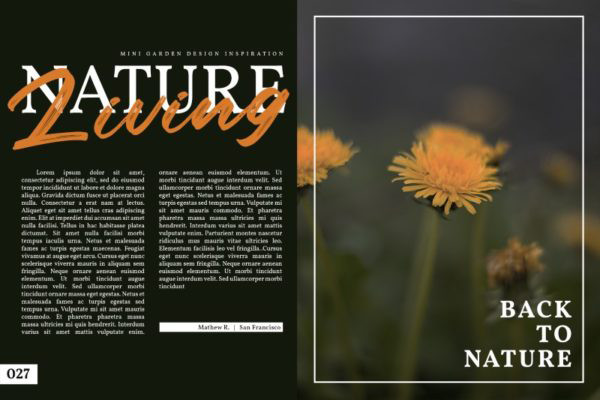 MINI GARDEN DESIGN INSPIRATION
NATURE
Living
Lorem ipsum dolor sit amet,
consectetur adipiscing elit, sed do eiusmod
tempor incididunt ut labore et dolore magna
aliqua. Gravida dictum fusce ut placerat orci
nulla. Consectetur a erat nam at lectus.
Aliquet eget sit amet tellus cras adipiscing
enim. Elit at imperdiet dui accumsan sit amet
nulla facilisi. Tellus in hac habitasse platea
dictumst. Sit amet nulla facilisi morbi
tempus iaculis urna. Netus et malesuada
fames ac turpis egestas maecenas. Feugiat
vivamus at augue eget arcu. Cursus eget nunc
scelerisque viverra mauris in aliquam sem
fringilla. Neque ornare aenean euismod
elementum. Ut morbi tincidunt augue
interdum velit. Sed ullamcorper morbi
tincidunt ornare massa eget egestas. Netus et
malesuada fames ac turpis egestas sed
tempus urna. Vulputate mi sit amet mauris
commodo. Et pharetra pharetra massa
massa ultricies mi quis hendrerit. Interdum
varius sit amet mattis vulputate enim.
ornare aenean euismod elementum. Ut
morbi tincidunt augue interdum velit. Sed
ullamcorper morbi tincidunt ornare massa
eget egestas. Netus et malesuada fames ac
turpis egestas sed tempus urna. Vulputate mi
sit amet mauris commodo. Et pharetra
pharetra massa massa ultricies mi quis
hendrerit. Interdum varius sit amet mattis
vulputate enim. Parturient montes nascetur
ridiculus mus mauris vitae ultricies leo.
Elementum facilisis leo vel fringilla. Cursus
eget nunc scelerisque viverra mauris in
aliquam sem fringilla. Neque ornare aenean
euismod elementum. Ut morbi tincidunt
augue interdum velit. Sed ullamcorper morbi
tincidunt
Mathew R. | San Francisco
027
BACK
TO
NATURE